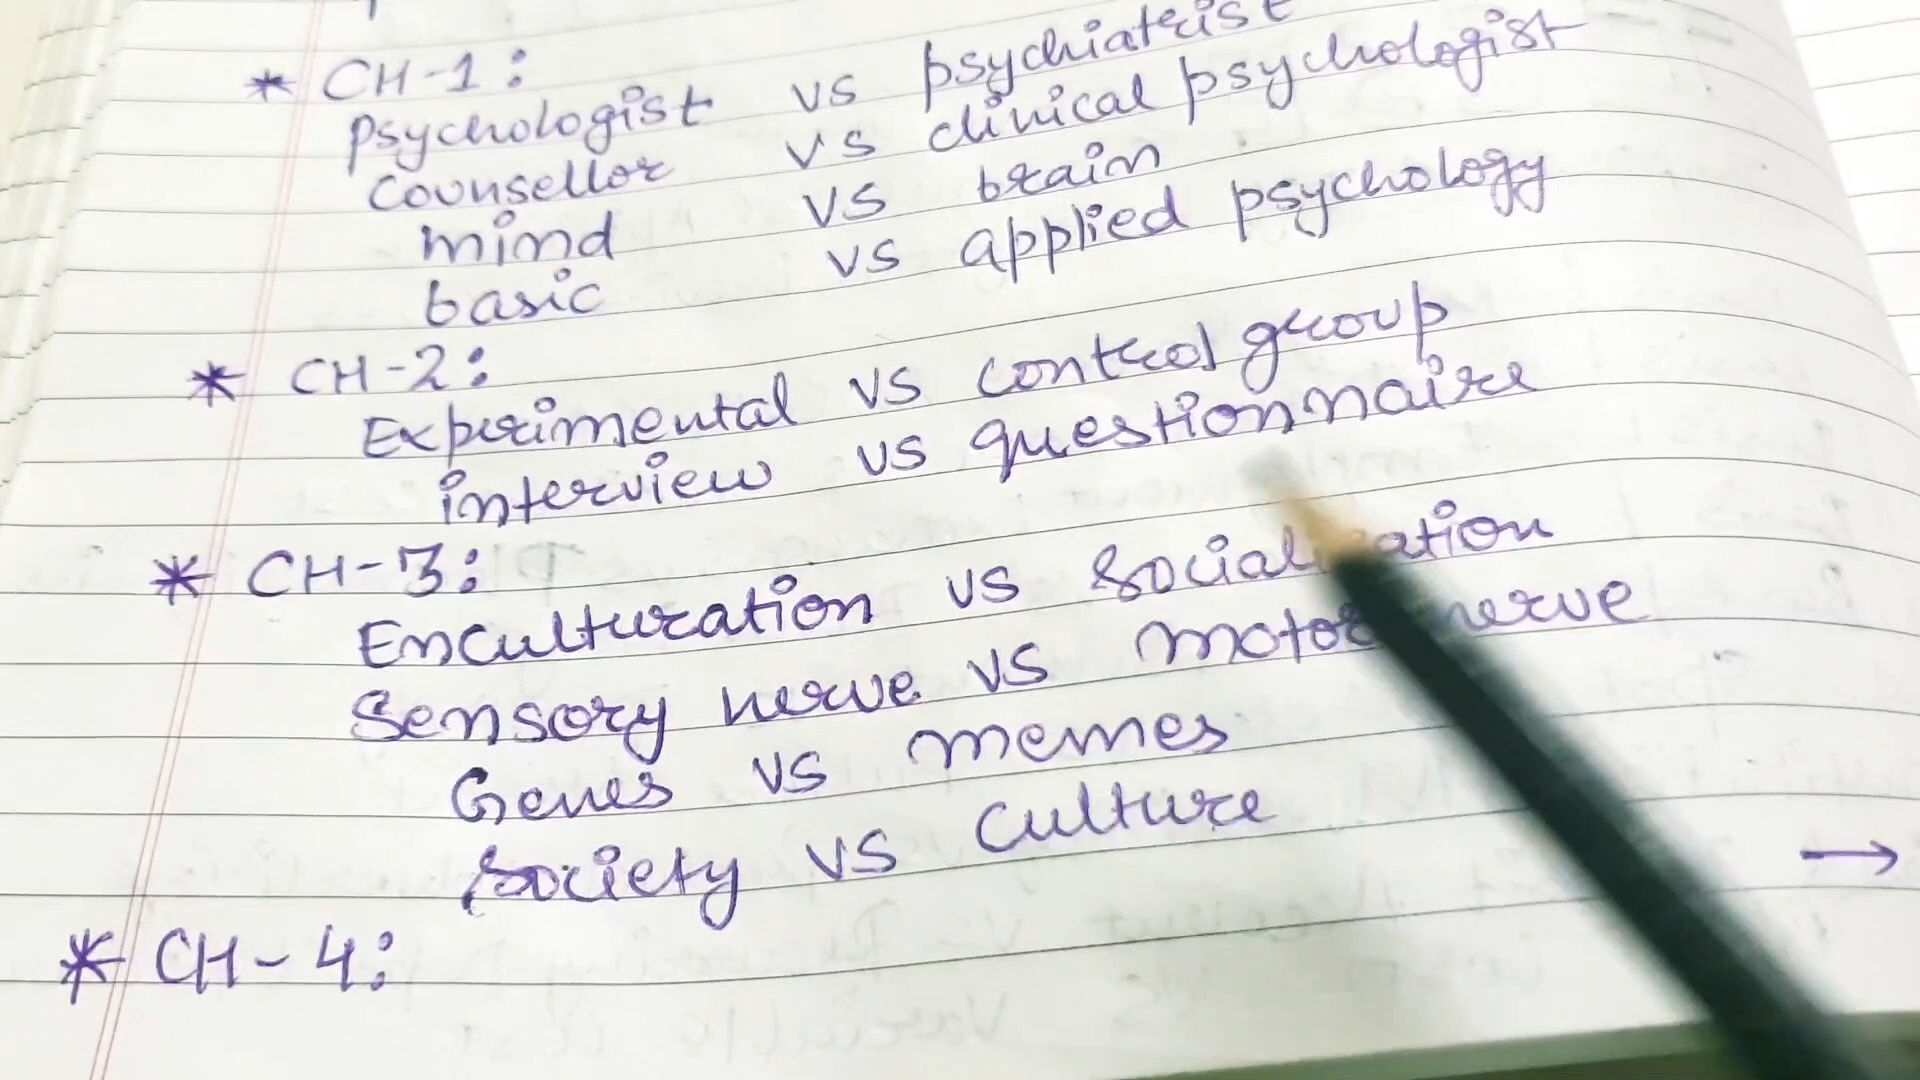 * CH-1:
Psychologist vs psychiatrist
Counsellor vs clinical psychologist
mind vs brain
basic vs applied psychology
* CH-2:
Experimental vs control group
interview vs questionnaire
* CH-3:
Enculturation vs Socialization
Sensory nerve vs motor nerve
Genes vs memes
Society vs culture
→
* CH-4: